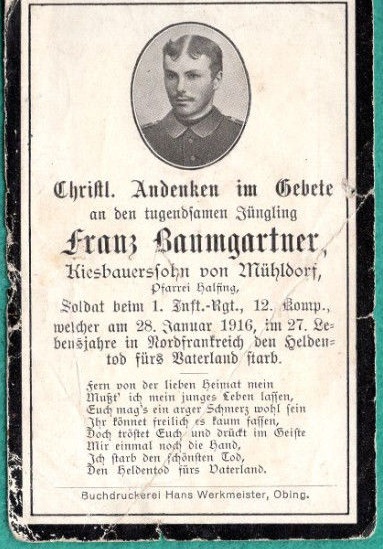 Christl. Andenken im Gebete
an den tugendsamen Jüngling
Franz Baumgartner,
Kiesbauerssohn von Mühldorf,
Pfarrei Halfing,
Soldat beim 1. Inft.-Rgt., 12. Komp.,
welcher am 28. Januar 1916, im 27. Le-
bensjahre in Nordfrankreich den Helden-
tod fürs Vaterland starb.
Fern von der lieben Heimat mein
Mußt' ich mein junges Leben lassen,
Euch mag's ein arger Schmerz wohl sein
Ihr könnet freilich es kaum fassen,
Doch tröstet Euch und drückt im Geiste
Mir einmal noch die Hand,
Ich starb den schönsten Tod,
Den Heldentod fürs Vaterland.
Buchdruckerei Hans Werkmeister, Obing.